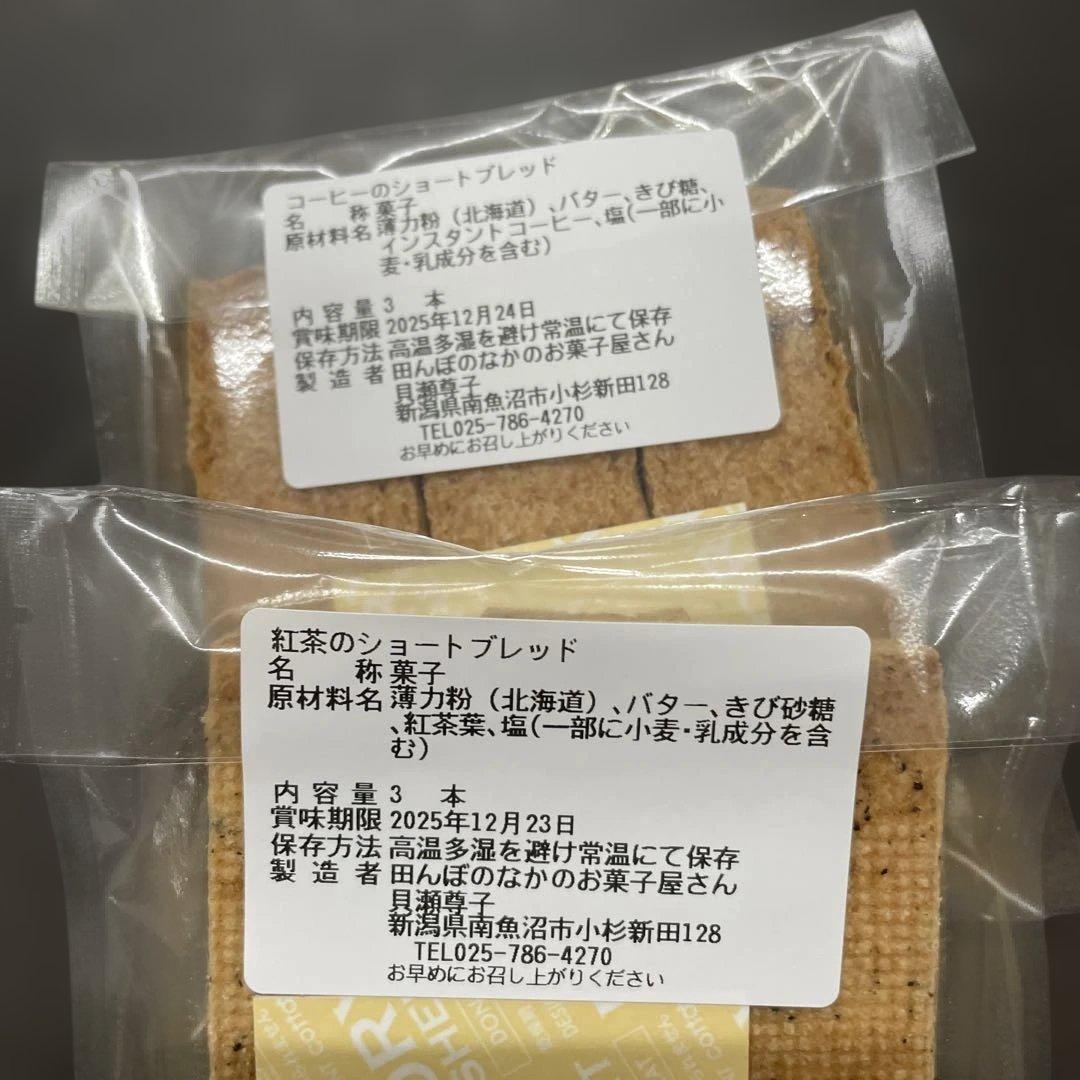 コーヒーのショートブレッド
名　　称 菓子
原材料名 薄力粉（北海道）、バター、きび糖、
インスタントコーヒー、塩（一部に小
麦・乳成分を含む）
内 容 量 3　本
賞味期限 2025年12月24日
保存方法 高温多湿を避け常温にて保存
製 造 者 田んぼのなかのお菓子屋さん
貝瀬尊子
新潟県南魚沼市小杉新田128
TEL025-786-4270
お早めにお召し上がりください
紅茶のショートブレッド
名　　称 菓子
原材料名 薄力粉（北海道）、バター、きび砂糖
、紅茶葉、塩（一部に小麦・乳成分を含
む）
内 容 量 3　本
賞味期限 2025年12月23日
保存方法 高温多湿を避け常温にて保存
製 造 者 田んぼのなかのお菓子屋さん
貝瀬尊子
新潟県南魚沼市小杉新田128
TEL025-786-4270
お早めにお召し上がりください